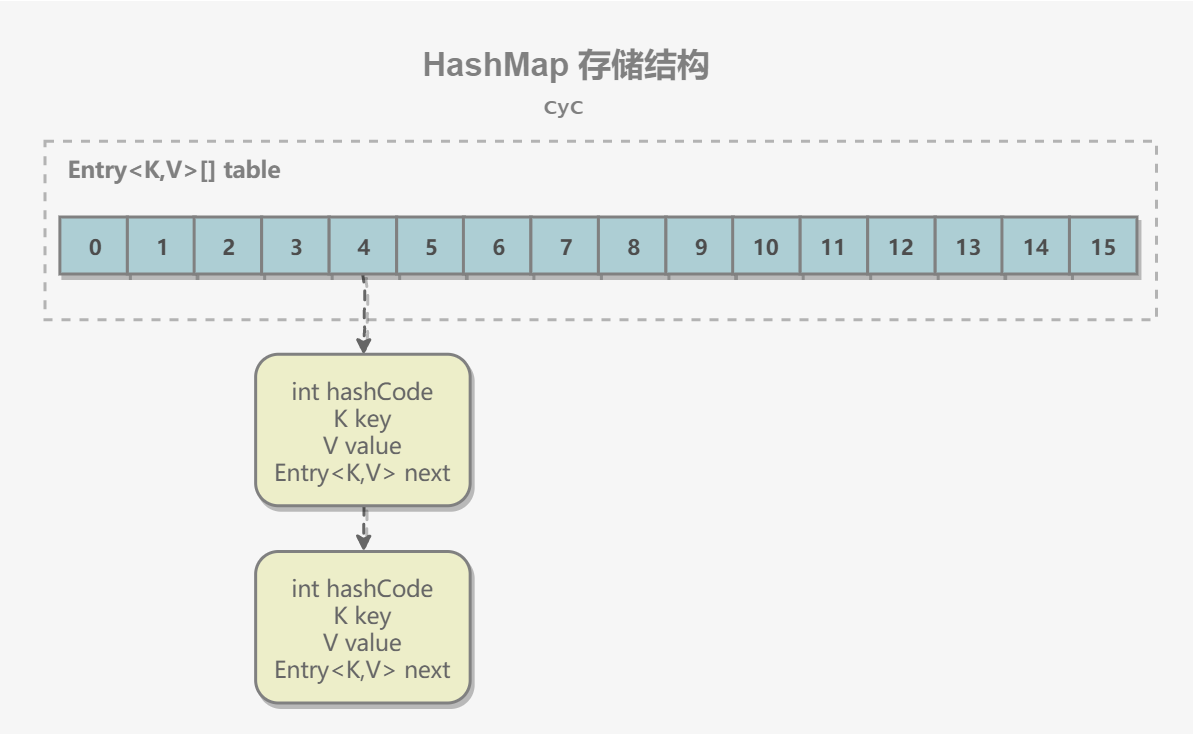 HashMap 存储结构
CyC
Entry<K,V>[] table
0 1 2 3 4 5 6 7 8 9 10 11 12 13 14 15
int hashCode
K key
V value
Entry<K,V> next
int hashCode
K key
V value
Entry<K,V> next